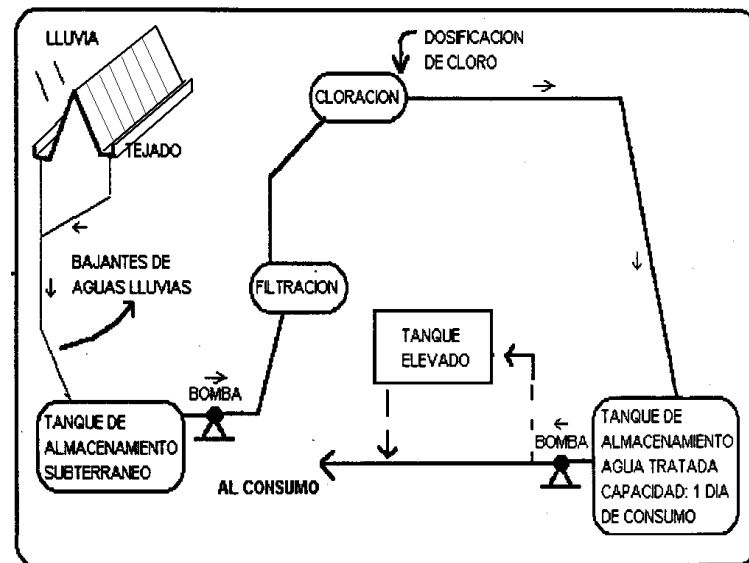 LLUVIA
DOSIFICACION
DE CLORO
CLORACION
TEJADO
BAJANTES DE
AGUAS LLUVIAS
FILTRACION
TANQUE
ELEVADO
BOMBA
TANQUE DE
ALMACENAMIENTO
SUBTERRANEO
BOMBA
TANQUE DE
ALMACENAMIENTO
AGUA TRATADA
CAPACIDAD: 1 DIA
DE CONSUMO
AL CONSUMO